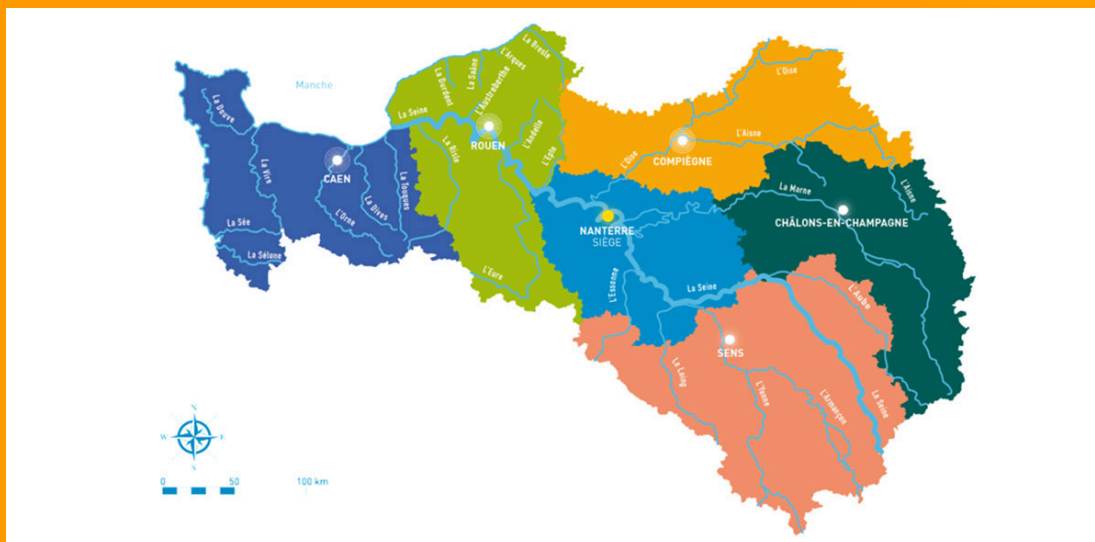 Manche
La Douve
La Vire
La Sée
La Sélune
CAEN
L'Orne
La Dives
La Touques
La Seine
La Durdent
La Saâne
L'Arques
La Bresle
L'Austreberthe
ROUEN
La Risle
L'Andelle
L'Epte
L'Eure
L'Oise
L'Oise
L'Aisne
L'Aisne
COMPIÈGNE
NANTERRE
SIÈGE
La Marne
CHÂLONS-EN-CHAMPAGNE
L'Essonne
La Seine
L'Aube
SENS
Le Loing
L'Yonne
L'Armançon
La Seine
N
W
E
S
0 50 100 km